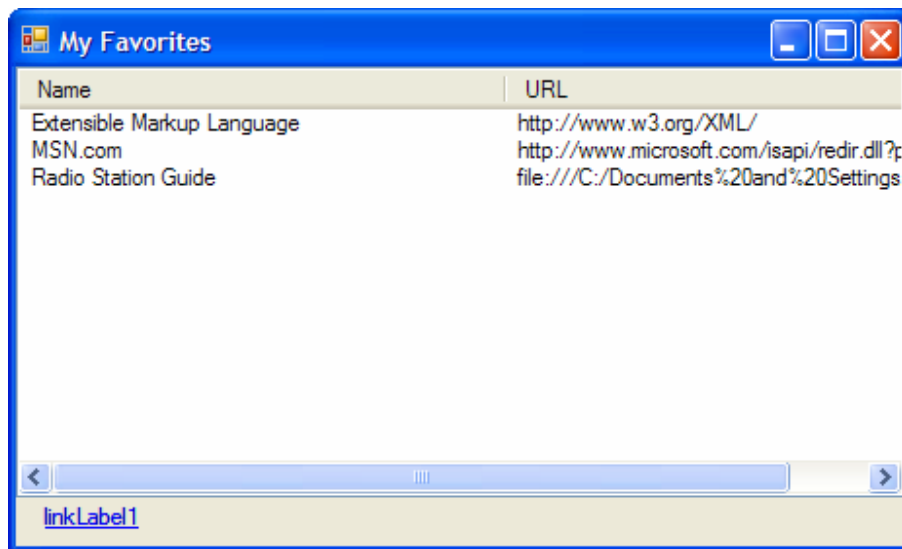 My Favorites
Name URL
Extensible Markup Language http://www.w3.org/XML/
MSN.com http://www.microsoft.com/isapi/redir.dll?p
Radio Station Guide file:///C:/Documents%20and%20Settings
linkLabel1